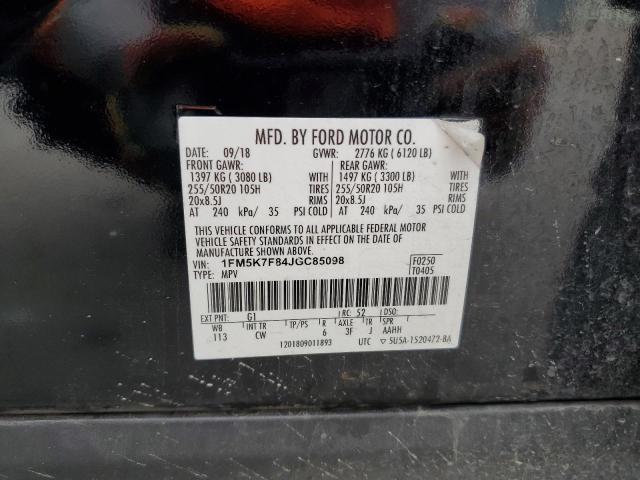 MFD. BY FORD MOTOR CO.
DATE: 09/18 GVWR: 2776 KG ( 6120 LB)
FRONT GAWR: REAR GAWR:
1397 KG ( 3080 LB) WITH 1497 KG ( 3300 LB) WITH
255/50R20 105H TIRES 255/50R20 105H TIRES
20x8.5J RIMS 20x8.5J RIMS
AT 240 kPa/ 35 PSI COLD AT 240 kPa/ 35 PSI COLD
THIS VEHICLE CONFORMS TO ALL APPLICABLE FEDERAL MOTOR
VEHICLE SAFETY STANDARDS IN EFFECT ON THE DATE OF
MANUFACTURE SHOWN ABOVE.
VIN: 1FM5K7F84JGC85098 F0250
TYPE: MPV T0405
EXT PNT: G1 RC: 52 DSO:
WB INT TR TP/PS R AXLE TR SPR
113 CW 6 3F J AAHH
1201809011893 UTC ▽ 5U5A-1520472-BA